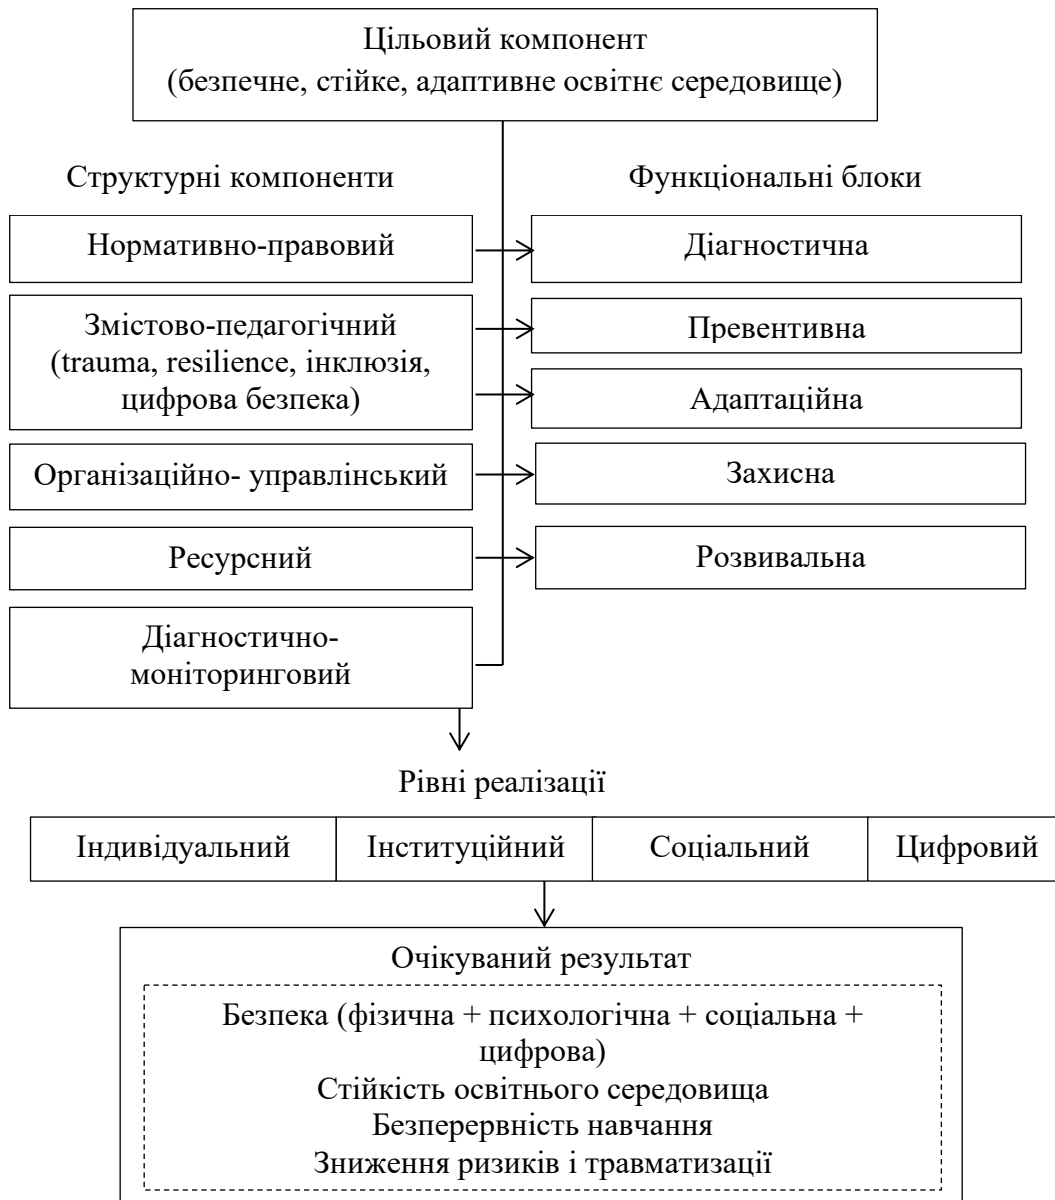 Цільовий компонент
(безпечне, стійке, адаптивне освітнє середовище)
Структурні компоненти
Функціональні блоки
Нормативно-правовий
Діагностична
Змістово-педагогічний
(trauma, resilience, інклюзія,
цифрова безпека)
Превентивна
Адаптаційна
Організаційно- управлінський
Захисна
Ресурсний
Розвивальна
Діагностично-
моніторинговий
Рівні реалізації
Індивідуальний
Інституційний
Соціальний
Цифровий
Очікуваний результат
Безпека (фізична + психологічна + соціальна +
цифрова)
Стійкість освітнього середовища
Безперервність навчання
Зниження ризиків і травматизації